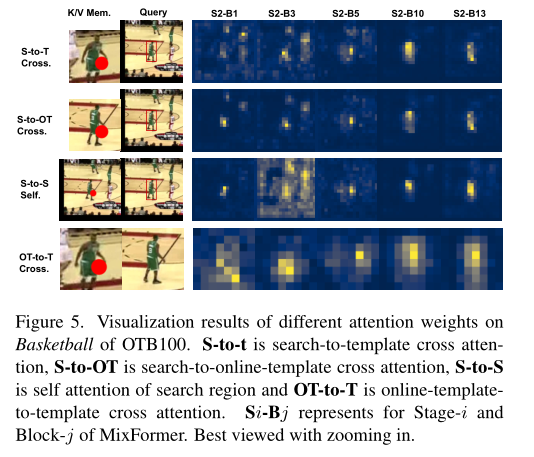 K/V Mem. Query S2-B1 S2-B3 S2-B5 S2-B10 S2-B13
S-to-T
Cross.
S-to-OT
Cross.
S-to-S
Self.
OT-to-T
Cross.
Figure 5. Visualization results of different attention weights on
Basketball of OTB100. S-to-t is search-to-template cross atten-
tion, S-to-OT is search-to-online-template cross attention, S-to-S
is self attention of search region and OT-to-T is online-template-
to-template cross attention. Si-Bj represents for Stage-i and
Block-j of MixFormer. Best viewed with zooming in.